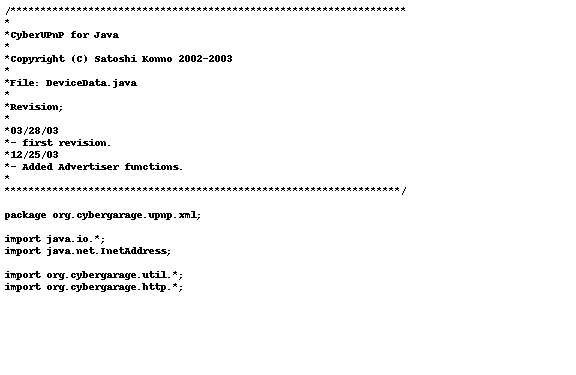 /******************************************************************
*
*CyberUPnP for Java
*
*Copyright (C) Satoshi Konno 2002-2003
*
*File: DeviceData.java
*
*Revision;
*
*03/28/03
*- first revision.
*12/25/03
*- Added Advertiser functions.
*
******************************************************************/
package org.cybergarage.upnp.xml;
import java.io.*;
import java.net.InetAddress;
import org.cybergarage.util.*;
import org.cybergarage.http.*;